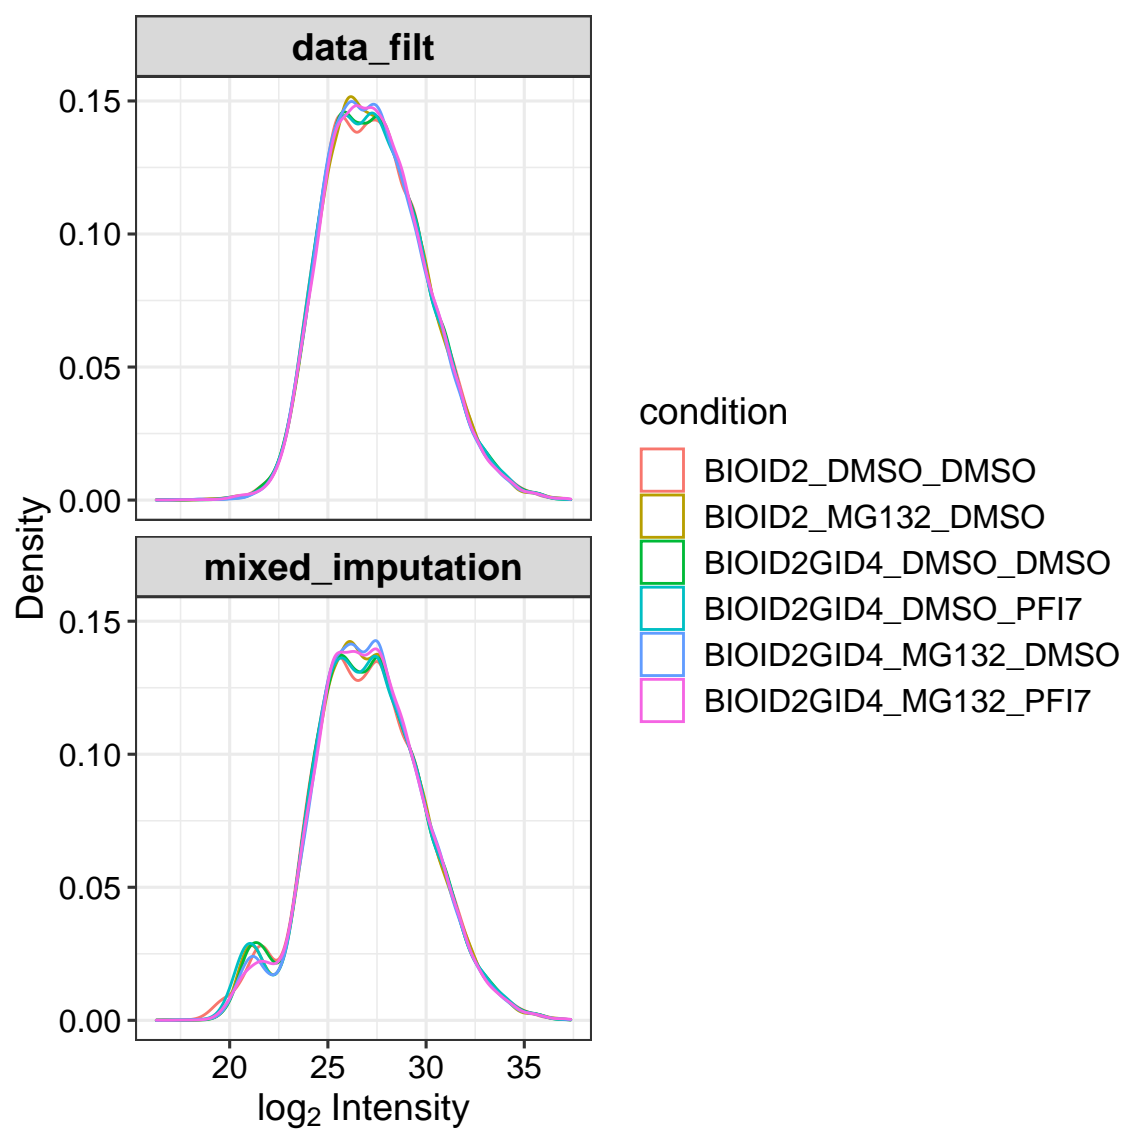 data_filt
0.15
0.10
0.05
0.00
mixed_imputation
0.15
0.10
0.05
0.00
20 25 30 35
log₂ Intensity
Density
condition
BIOID2_DMSO_DMSO
BIOID2_MG132_DMSO
BIOID2GID4_DMSO_DMSO
BIOID2GID4_DMSO_PFI7
BIOID2GID4_MG132_DMSO
BIOID2GID4_MG132_PFI7